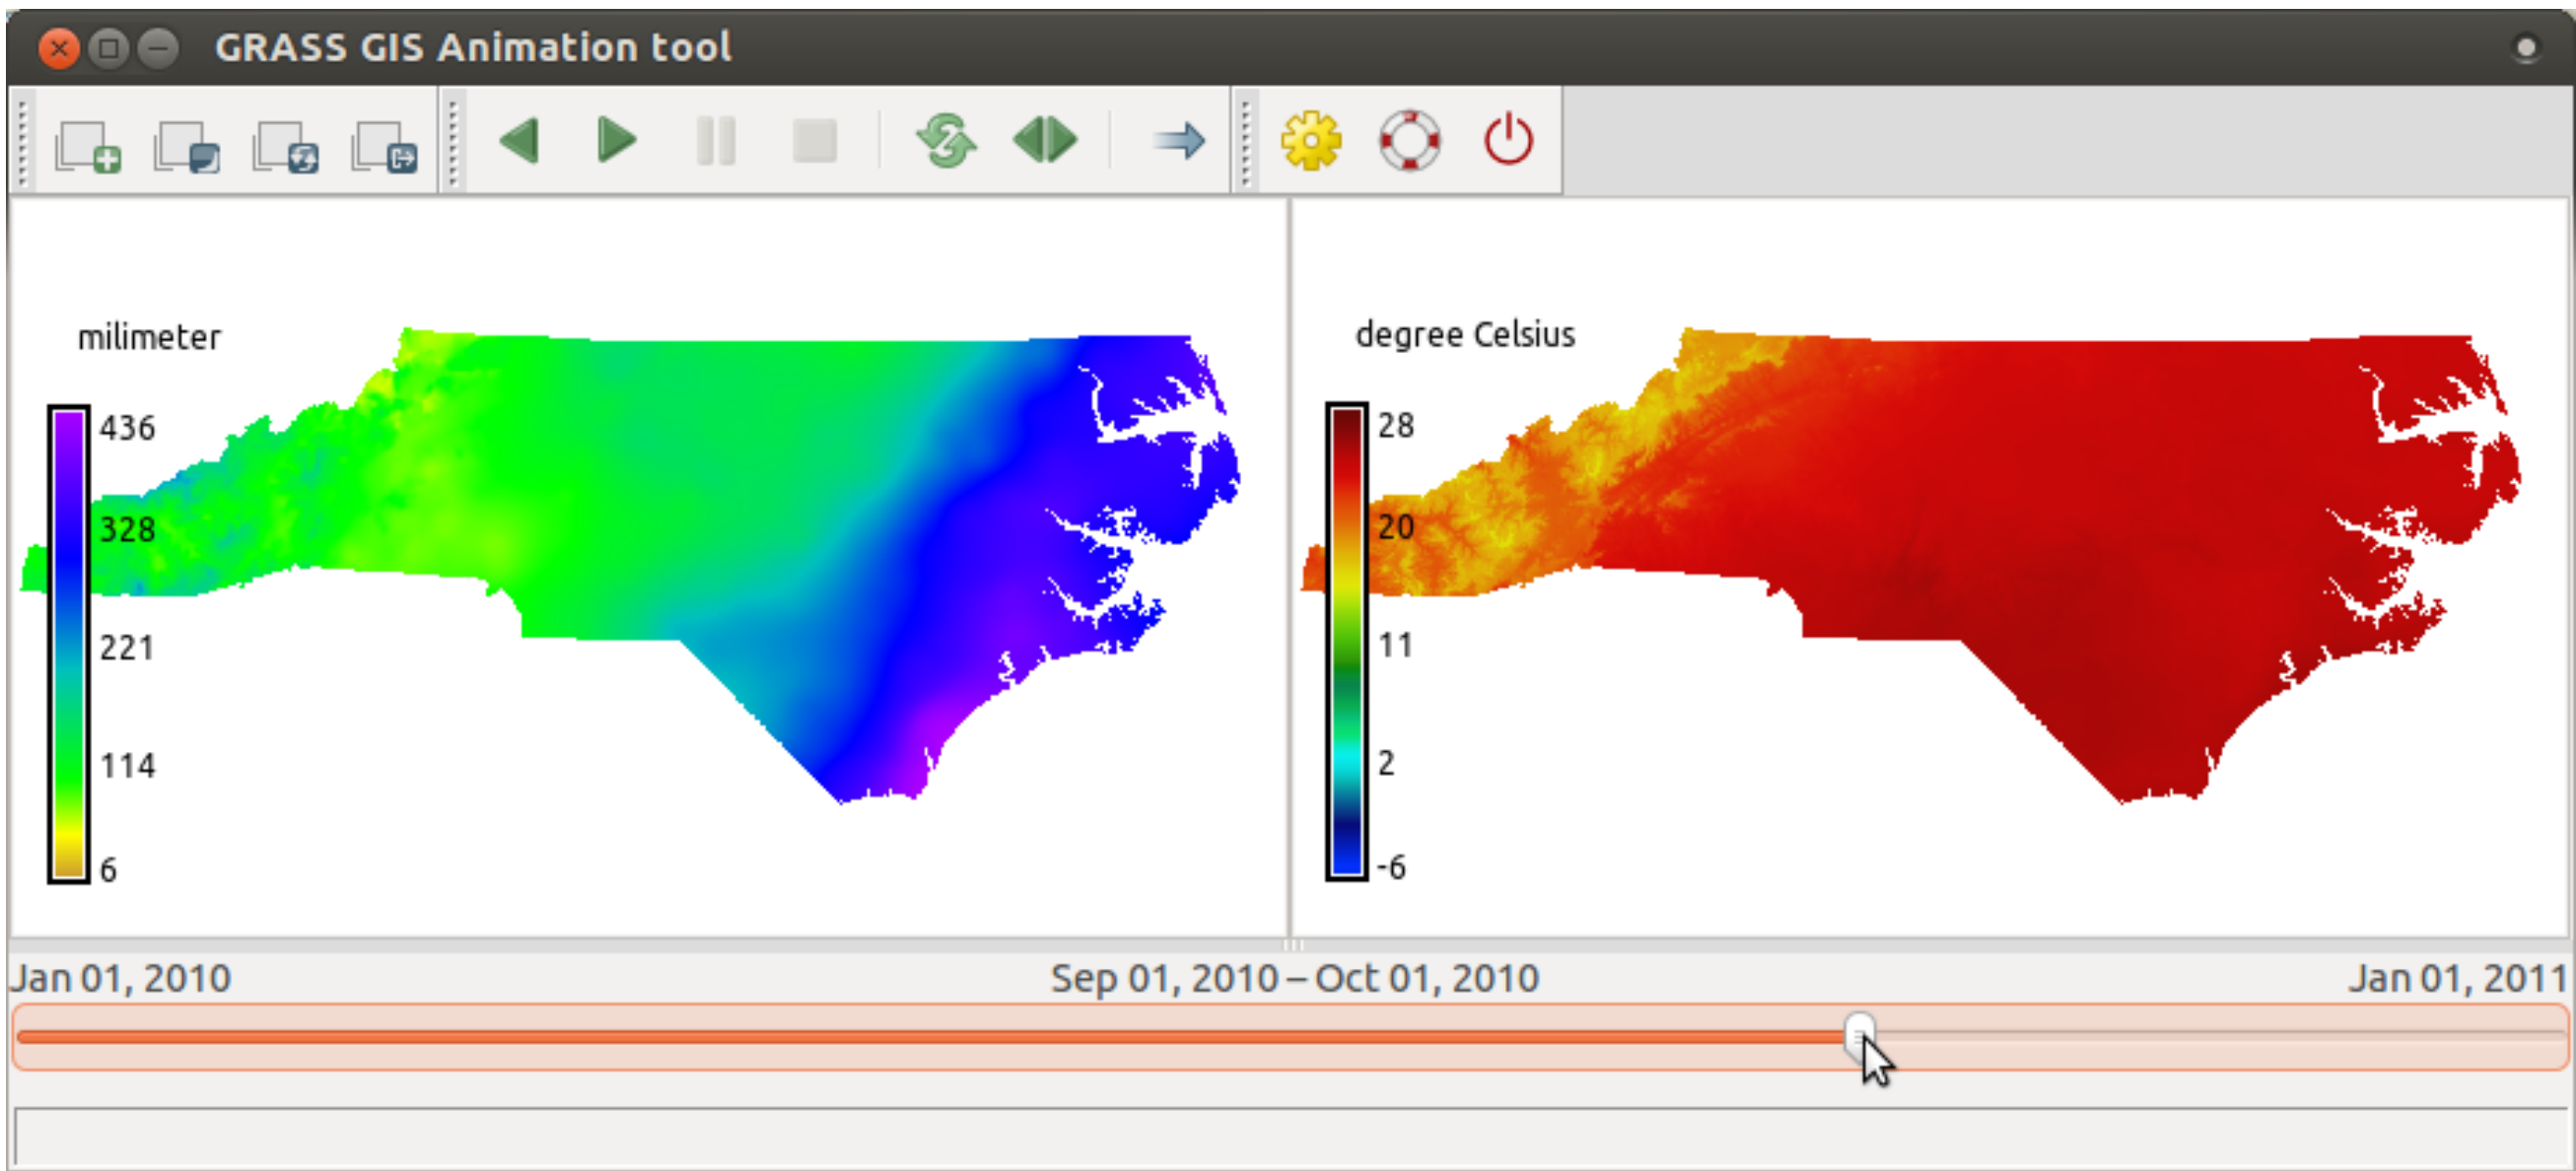 GRASS GIS Animation tool
milimeter
436
328
221
114
6
degree Celsius
28
20
11
2
-6
Jan 01, 2010
Sep 01, 2010 – Oct 01, 2010
Jan 01, 2011